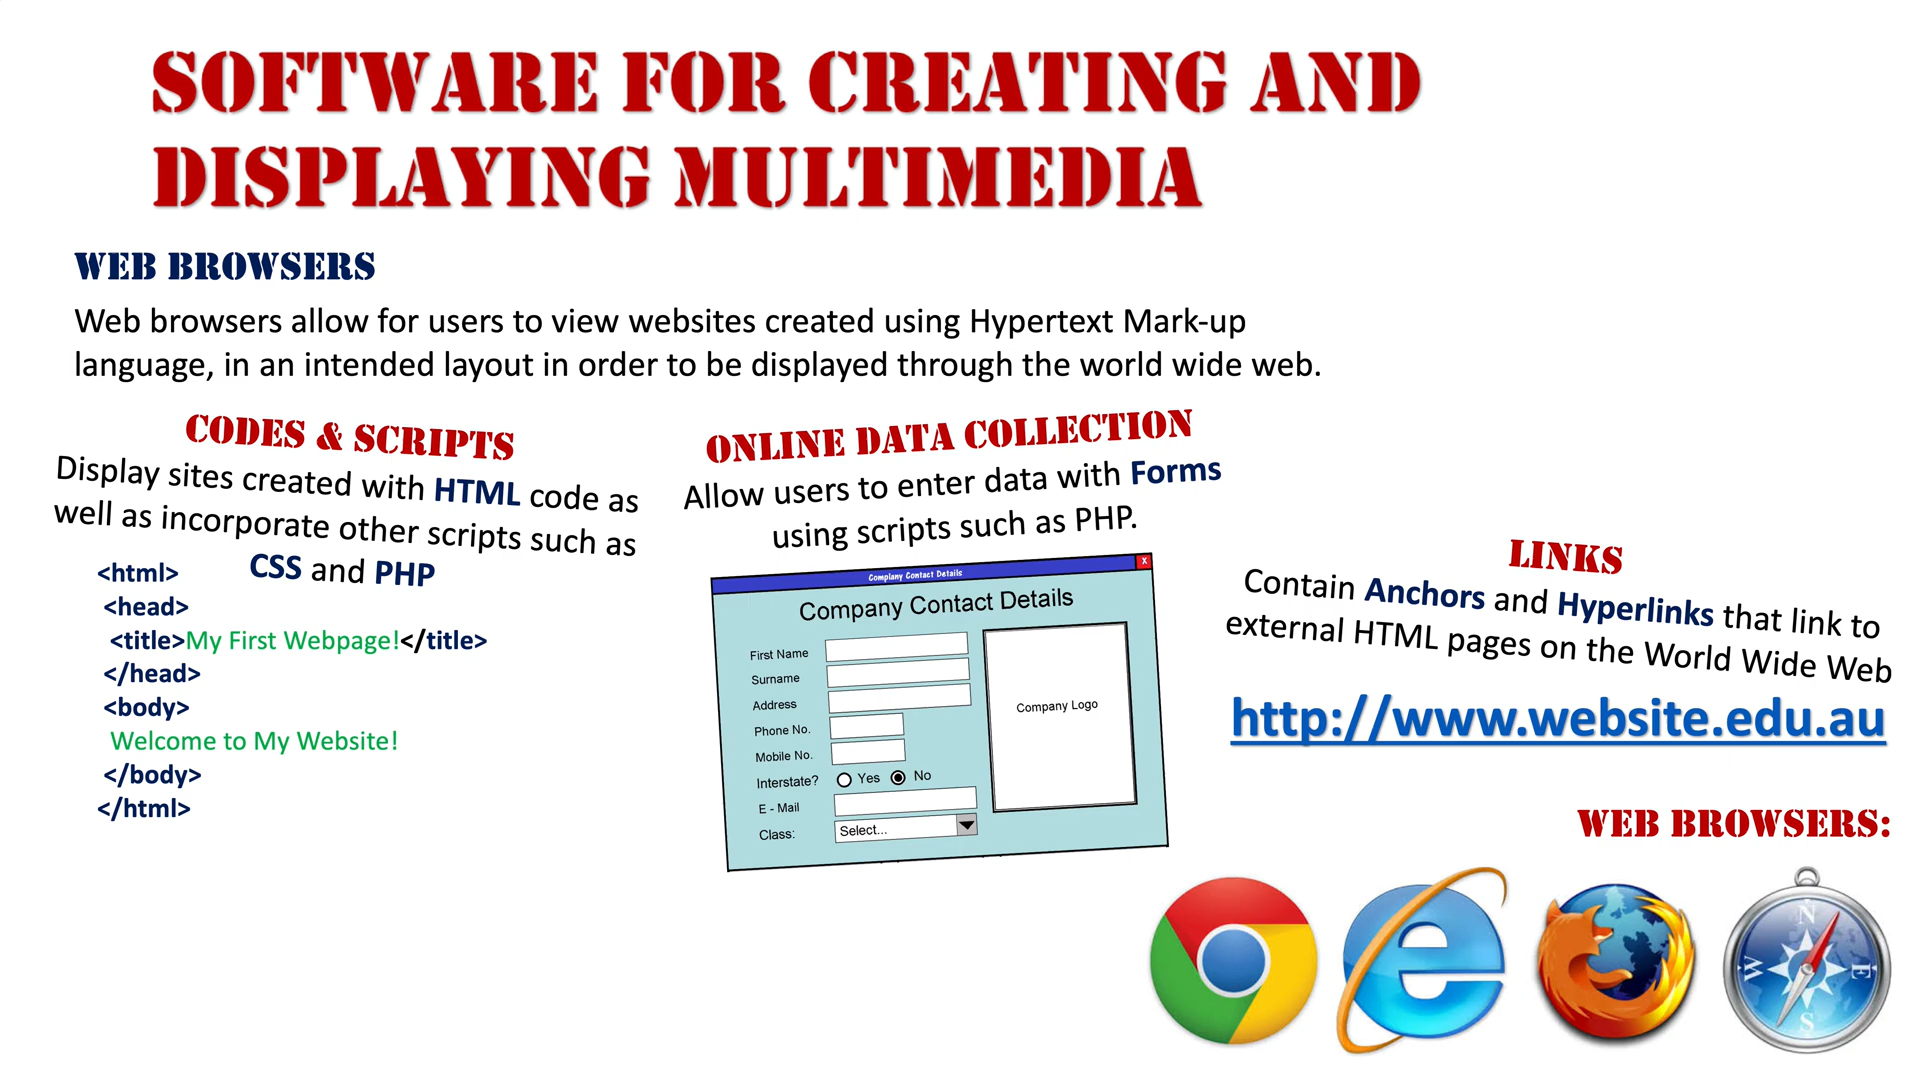 SOFTWARE FOR CREATING AND
DISPLAYING MULTIMEDIA
WEB BROWSERS
Web browsers allow for users to view websites created using Hypertext Mark-up
language, in an intended layout in order to be displayed through the world wide web.
CODES & SCRIPTS
Display sites created with HTML code as
well as incorporate other scripts such as
CSS and PHP
<html>
<head>
<title>My First Webpage!</title>
</head>
<body>
Welcome to My Website!
</body>
</html>
ONLINE DATA COLLECTION
Allow users to enter data with Forms
using scripts such as PHP.
Complany Contact Details
X
Company Contact Details
First Name
Surname
Address
Phone No.
Mobile No.
Interstate? Yes No
E - Mail
Class: Select...
Company Logo
LINKS
Contain Anchors and Hyperlinks that link to
external HTML pages on the World Wide Web
http://www.website.edu.au
WEB BROWSERS:
N
W E
S